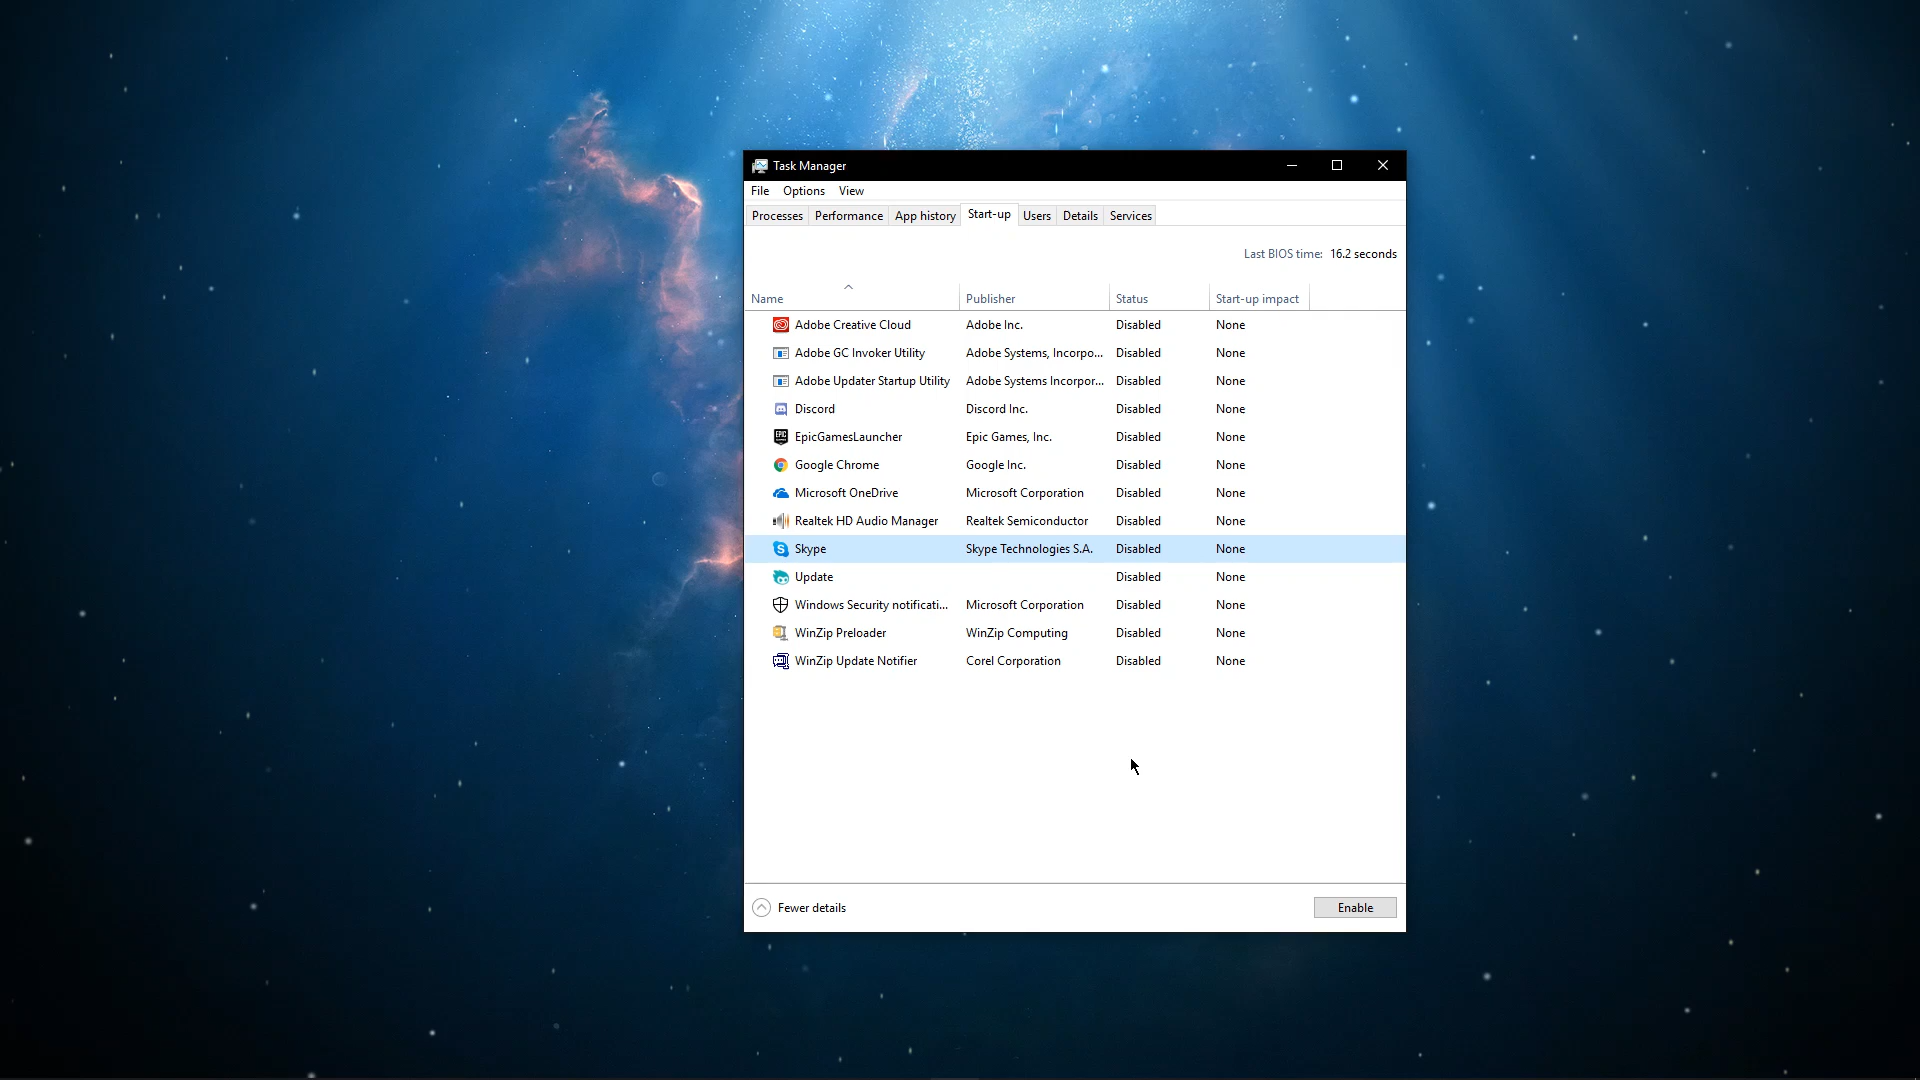 Task Manager
File Options View
Processes Performance App history Start-up Users Details Services
Last BIOS time: 16.2 seconds
Name Publisher Status Start-up impact
Adobe Creative Cloud Adobe Inc. Disabled None
Adobe GC Invoker Utility Adobe Systems, Incorpo... Disabled None
Adobe Updater Startup Utility Adobe Systems Incorpor... Disabled None
Discord Discord Inc. Disabled None
EpicGamesLauncher Epic Games, Inc. Disabled None
Google Chrome Google Inc. Disabled None
Microsoft OneDrive Microsoft Corporation Disabled None
Realtek HD Audio Manager Realtek Semiconductor Disabled None
Skype Skype Technologies S.A. Disabled None
Update Disabled None
Windows Security notificati... Microsoft Corporation Disabled None
WinZip Preloader WinZip Computing Disabled None
WinZip Update Notifier Corel Corporation Disabled None
Fewer details Enable